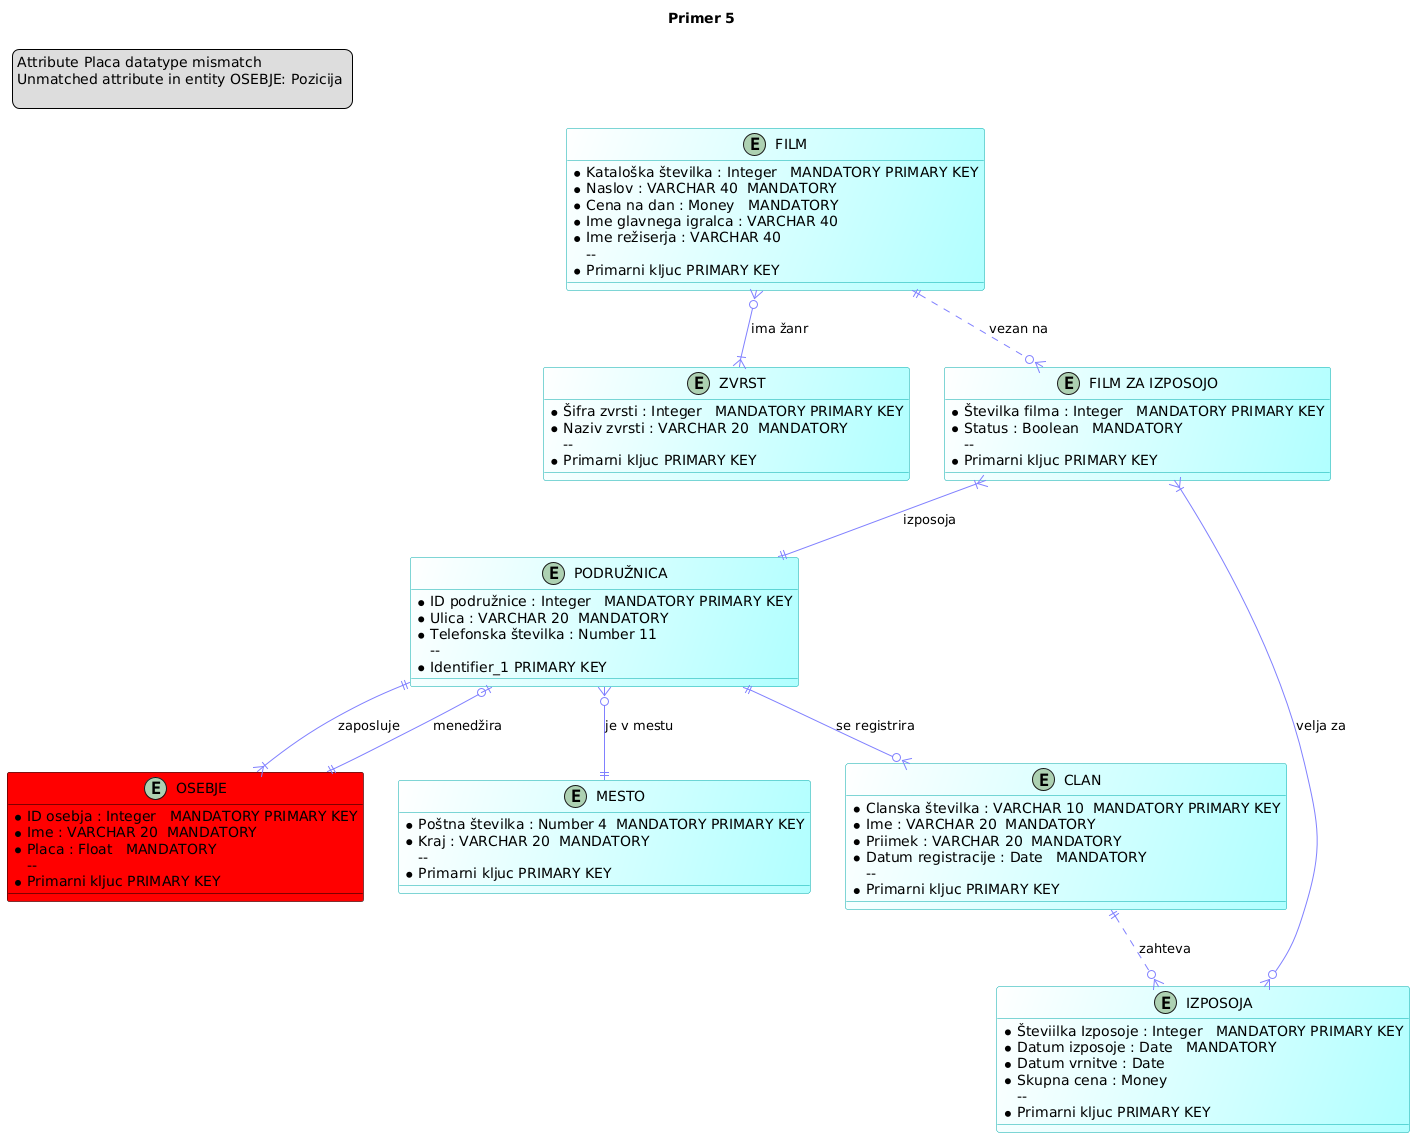 Primer 5
Attribute Placa datatype mismatch
Unmatched attribute in entity OSEBJE: Pozicija
E FILM
Kataloška številka : Integer   MANDATORY PRIMARY KEY
Naslov : VARCHAR 40  MANDATORY
Cena na dan : Money   MANDATORY
Ime glavnega igralca : VARCHAR 40
Ime režiserja : VARCHAR 40
--
Primarni kljuc PRIMARY KEY
ima žanr
vezan na
E ZVRST
Šifra zvrsti : Integer   MANDATORY PRIMARY KEY
Naziv zvrsti : VARCHAR 20  MANDATORY
--
Primarni kljuc PRIMARY KEY
E FILM ZA IZPOSOJO
Številka filma : Integer   MANDATORY PRIMARY KEY
Status : Boolean   MANDATORY
--
Primarni kljuc PRIMARY KEY
izposoja
E PODRUŽNICA
ID podružnice : Integer   MANDATORY PRIMARY KEY
Ulica : VARCHAR 20  MANDATORY
Telefonska številka : Number 11
--
Identifier_1 PRIMARY KEY
zaposluje
menedžira
je v mestu
se registrira
velja za
E OSEBJE
ID osebja : Integer   MANDATORY PRIMARY KEY
Ime : VARCHAR 20  MANDATORY
Placa : Float   MANDATORY
--
Primarni kljuc PRIMARY KEY
E MESTO
Poštna številka : Number 4  MANDATORY PRIMARY KEY
Kraj : VARCHAR 20  MANDATORY
--
Primarni kljuc PRIMARY KEY
E CLAN
Clanska številka : VARCHAR 10  MANDATORY PRIMARY KEY
Ime : VARCHAR 20  MANDATORY
Priimek : VARCHAR 20  MANDATORY
Datum registracije : Date   MANDATORY
--
Primarni kljuc PRIMARY KEY
zahteva
E IZPOSOJA
Števiilka Izposoje : Integer   MANDATORY PRIMARY KEY
Datum izposoje : Date   MANDATORY
Datum vrnitve : Date
Skupna cena : Money
--
Primarni kljuc PRIMARY KEY